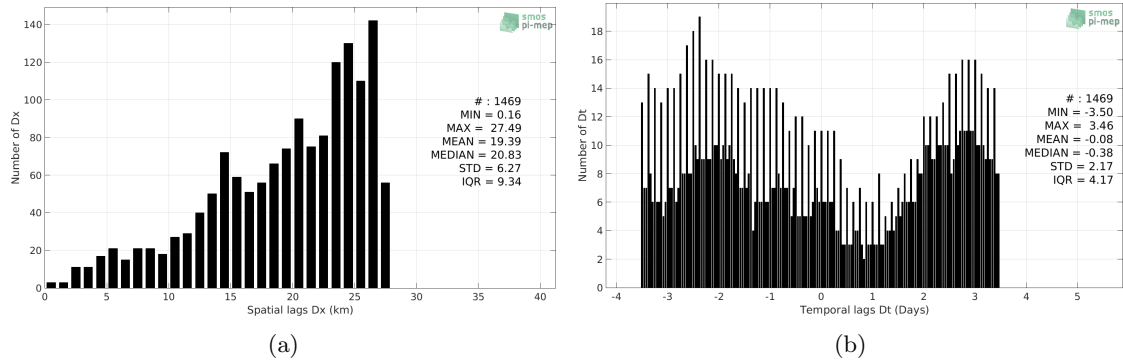 smos
pi-mep
140
120
100
80
60
40
20
0
Number of Dx
# : 1469
MIN = 0.16
MAX = 27.49
MEAN = 19.39
MEDIAN = 20.83
STD = 6.27
IQR = 9.34
0 5 10 15 20 25 30 35 40
Spatial lags Dx (km)
(a)
smos
pi-mep
18
16
14
12
10
8
6
4
2
0
Number of Dt
# : 1469
MIN = -3.50
MAX = 3.46
MEAN = -0.08
MEDIAN = -0.38
STD = 2.17
IQR = 4.17
-4 -3 -2 -1 0 1 2 3 4 5
Temporal lags Dt (Days)
(b)